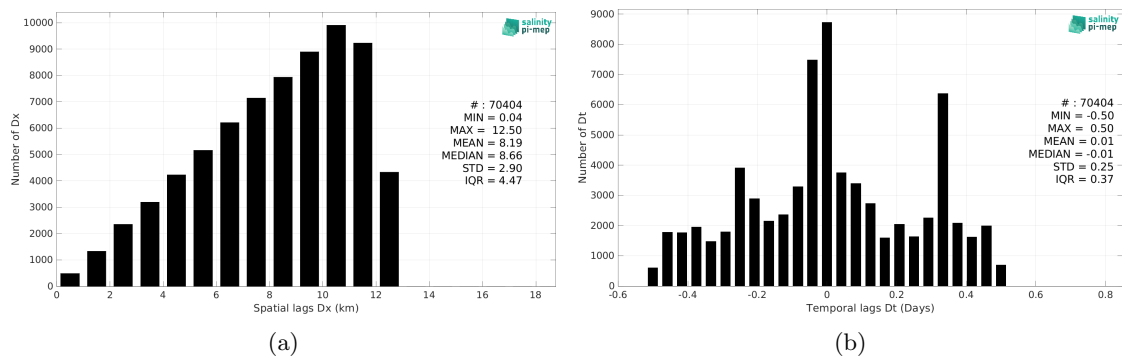 10000
9000
8000
7000
6000
5000
4000
3000
2000
1000
0
Number of Dx
salinity
pi-mep
# : 70404
MIN = 0.04
MAX = 12.50
MEAN = 8.19
MEDIAN = 8.66
STD = 2.90
IQR = 4.47
0 2 4 6 8 10 12 14 16 18
Spatial lags Dx (km)
(a)
9000
8000
7000
6000
5000
4000
3000
2000
1000
0
Number of Dt
salinity
pi-mep
# : 70404
MIN = -0.50
MAX = 0.50
MEAN = 0.01
MEDIAN = -0.01
STD = 0.25
IQR = 0.37
-0.6 -0.4 -0.2 0 0.2 0.4 0.6 0.8
Temporal lags Dt (Days)
(b)